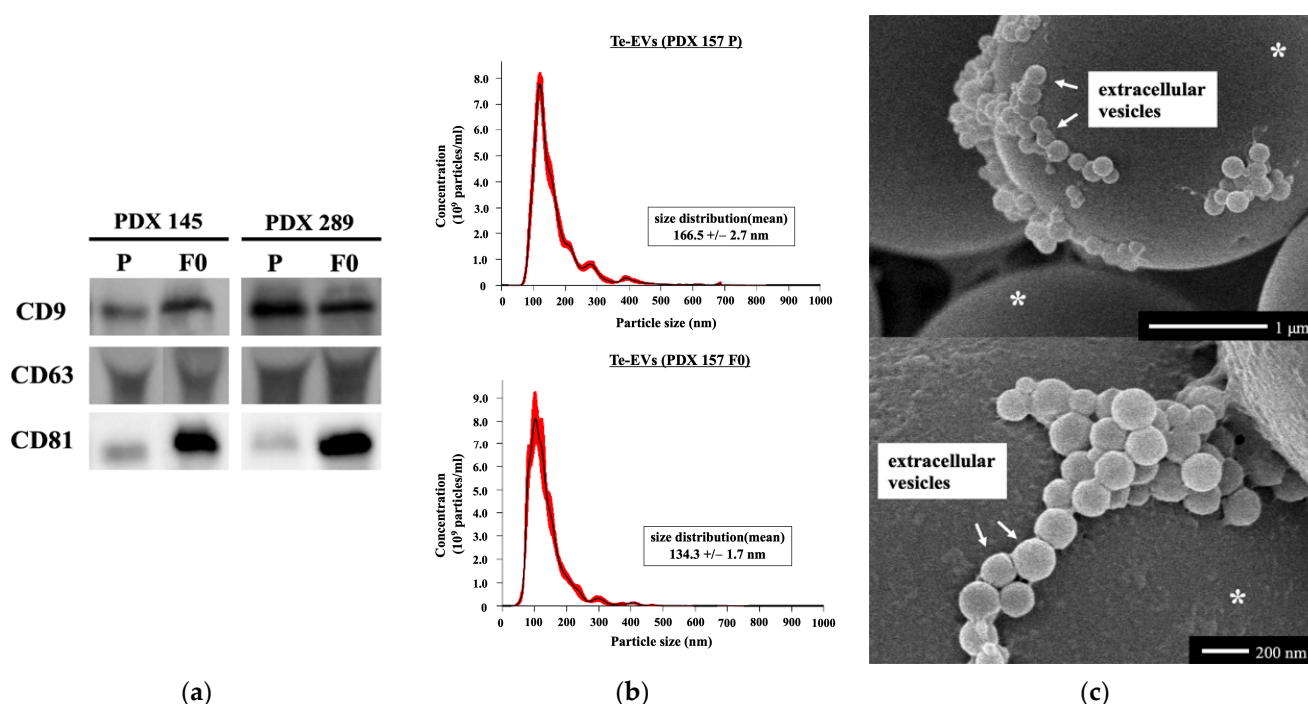 PDX 145 PDX 289
P F0 P F0
CD9
CD63
CD81
(a)
Te-EVs (PDX 157 P)
Concentration
(10⁹ particles/ml)
8.0
7.0
6.0
5.0
4.0
3.0
2.0
1.0
0
size distribution(mean)
166.5 +/− 2.7 nm
0 100 200 300 400 500 600 700 800 900 1000
Particle size (nm)
Te-EVs (PDX 157 F0)
Concentration
(10⁹ particles/ml)
9.0
8.0
7.0
6.0
5.0
4.0
3.0
2.0
1.0
0
size distribution(mean)
134.3 +/− 1.7 nm
0 100 200 300 400 500 600 700 800 900 1000
Particle size (nm)
(b)
*
extracellular
vesicles
*
1 μm
extracellular
vesicles
*
200 nm
(c)